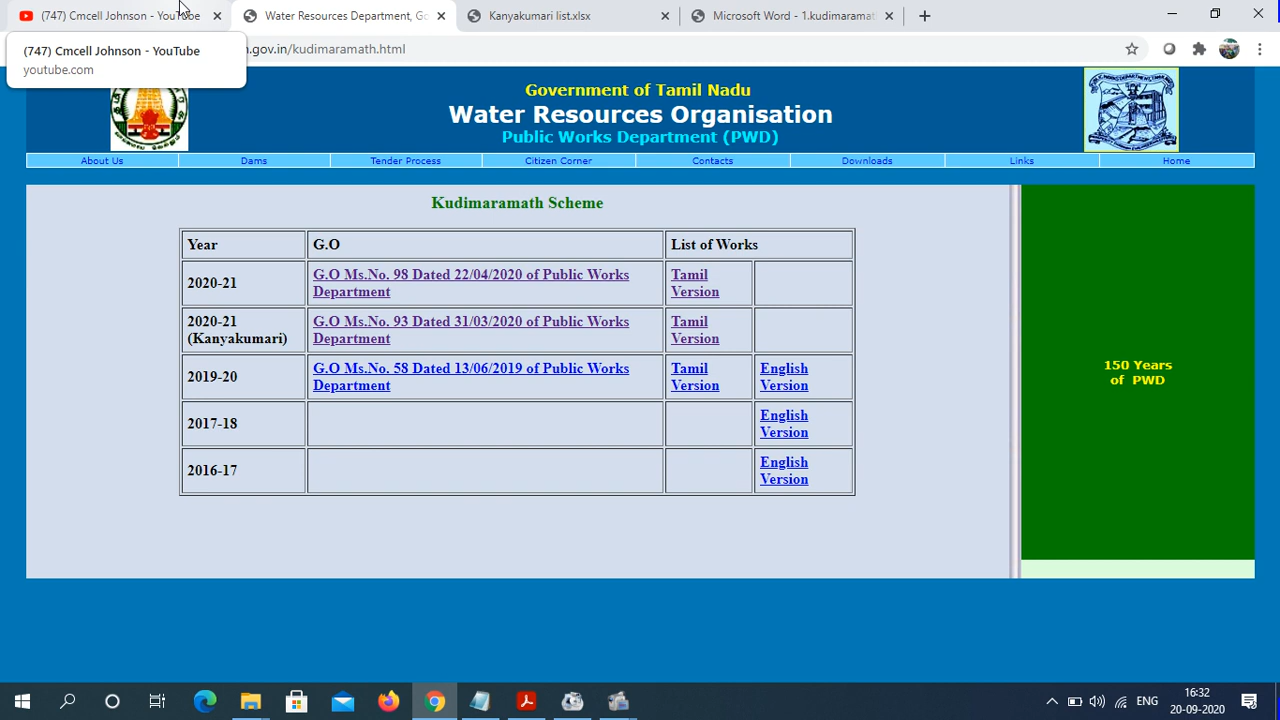 (747) Cmcell Johnson - YouTube
Water Resources Department, Go
Kanyakumari list.xlsx
Microsoft Word - 1.kudimaramat
(747) Cmcell Johnson - YouTube
youtube.com
.gov.in/kudimaramath.html
Government of Tamil Nadu
Water Resources Organisation
Public Works Department (PWD)
About Us
Dams
Tender Process
Citizen Corner
Contacts
Downloads
Links
Home
Kudimaramath Scheme
Year
G.O
List of Works
2020-21
G.O Ms.No. 98 Dated 22/04/2020 of Public Works
Department
Tamil
Version
2020-21
(Kanyakumari)
G.O Ms.No. 93 Dated 31/03/2020 of Public Works
Department
Tamil
Version
2019-20
G.O Ms.No. 58 Dated 13/06/2019 of Public Works
Department
Tamil
Version
English
Version
2017-18
English
Version
2016-17
English
Version
150 Years
of PWD
ENG
16:32
20-09-2020